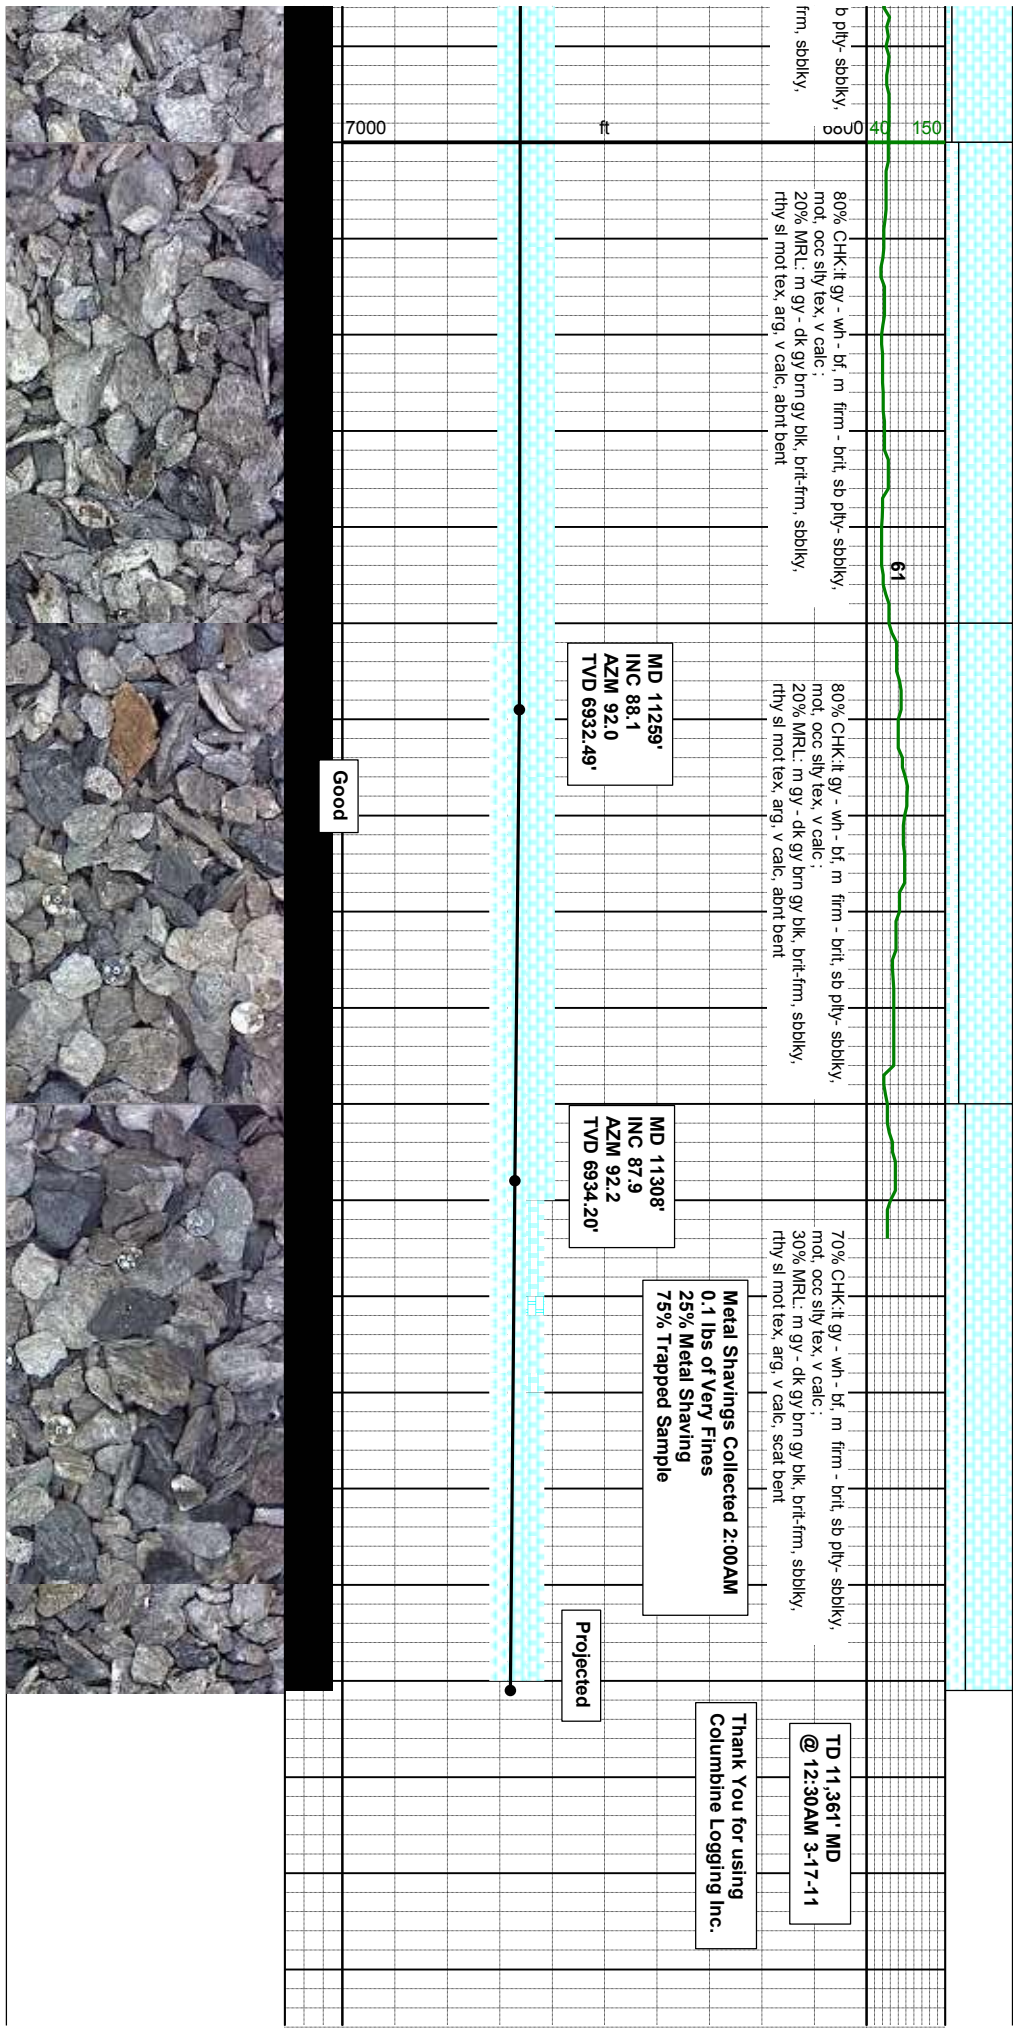 b plty- sbblky,
frm, sbblky,
7000
ft
6800
40
150
80% CHK:lt gy - wh - bf, m firm - brit, sb plty- sbblky,
mot, occ slty tex, v calc ;
20% MRL: m gy - dk gy brn gy blk, brit-frm, sbblky,
rthy sl mot tex, arg, v calc, abnt bent
61
MD 11259'
INC 88.1
AZM 92.0
TVD 6932.49'
80% CHK:lt gy - wh - bf, m firm - brit, sb plty- sbblky,
mot, occ slty tex, v calc ;
20% MRL: m gy - dk gy brn gy blk, brit-frm, sbblky,
rthy sl mot tex, arg, v calc, abnt bent
Good
MD 11308'
INC 87.9
AZM 92.2
TVD 6934.20'
70% CHK:lt gy - wh - bf, m firm - brit, sb plty- sbblky,
mot, occ slty tex, v calc ;
30% MRL: m gy - dk gy brn gy blk, brit-frm, sbblky,
rthy sl mot tex, arg, v calc, scat bent
Metal Shavings Collected 2:00AM
0.1 lbs of Very Fines
25% Metal Shaving
75% Trapped Sample
Projected
TD 11,361' MD
@ 12:30AM 3-17-11
Thank You for using
Columbine Logging Inc.